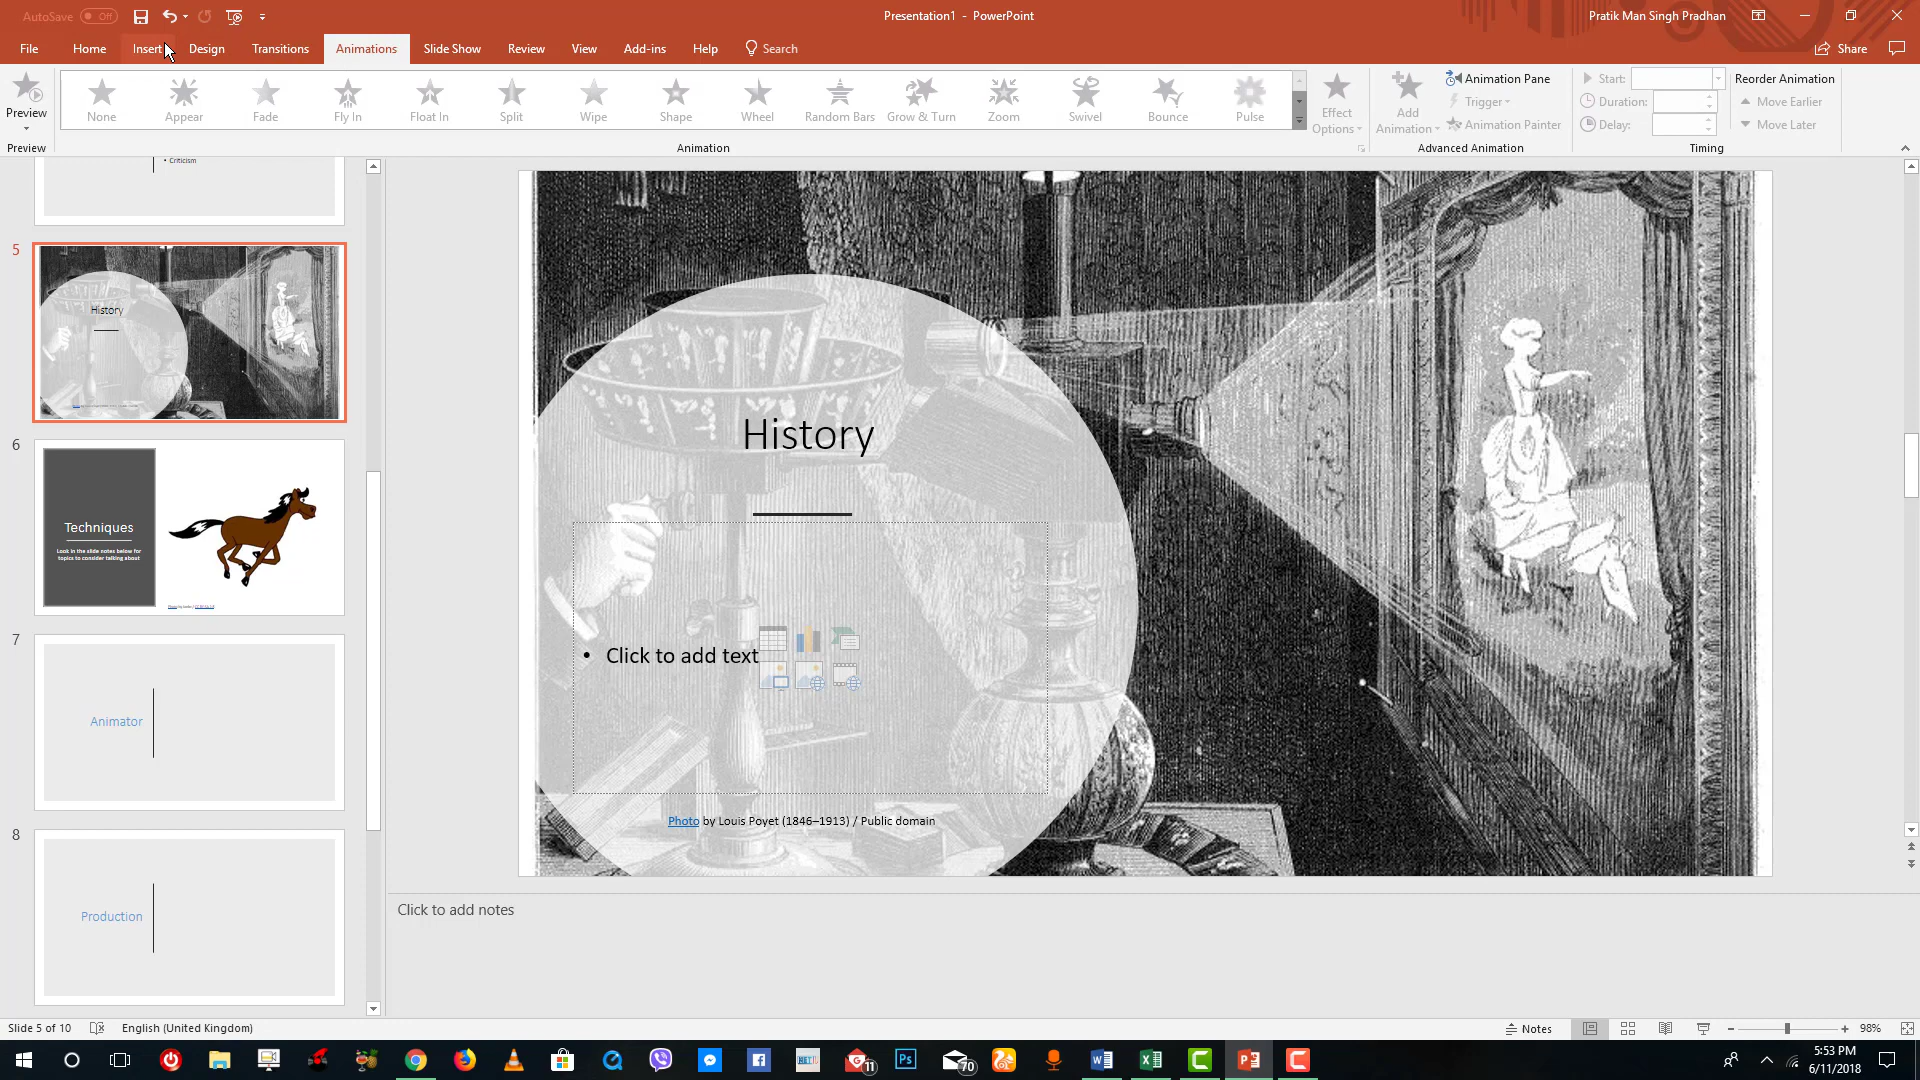 AutoSave Off
Presentation1 - PowerPoint
Pratik Man Singh Pradhan
File Home Insert Design Transitions Animations Slide Show Review View Add-ins Help Search Share
Preview
None Appear Fade Fly In Float In Split Wipe Shape Wheel Random Bars Grow & Turn Zoom Swivel Bounce Pulse
Effect Options
Add Animation
Animation Pane
Trigger
Animation Painter
Start:
Duration:
Delay:
Reorder Animation
Move Earlier
Move Later
Preview
Animation
Advanced Animation
Timing
• Criticism
5
History
6
Techniques
Look in the slide notes below for
topics to consider talking about
7
Animator
8
Production
History
• Click to add text
Photo by Louis Poyet (1846–1913) / Public domain
Click to add notes
Slide 5 of 10
English (United Kingdom)
Notes
98%
11
70
5:53 PM
6/11/2018